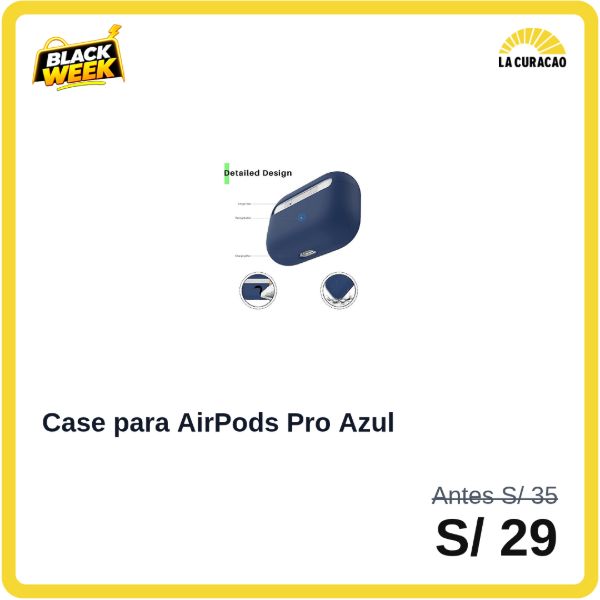 BLACK
WEEK
LA CURACAO
Detailed Design
Case para AirPods Pro Azul
Antes S/ 35
S/ 29